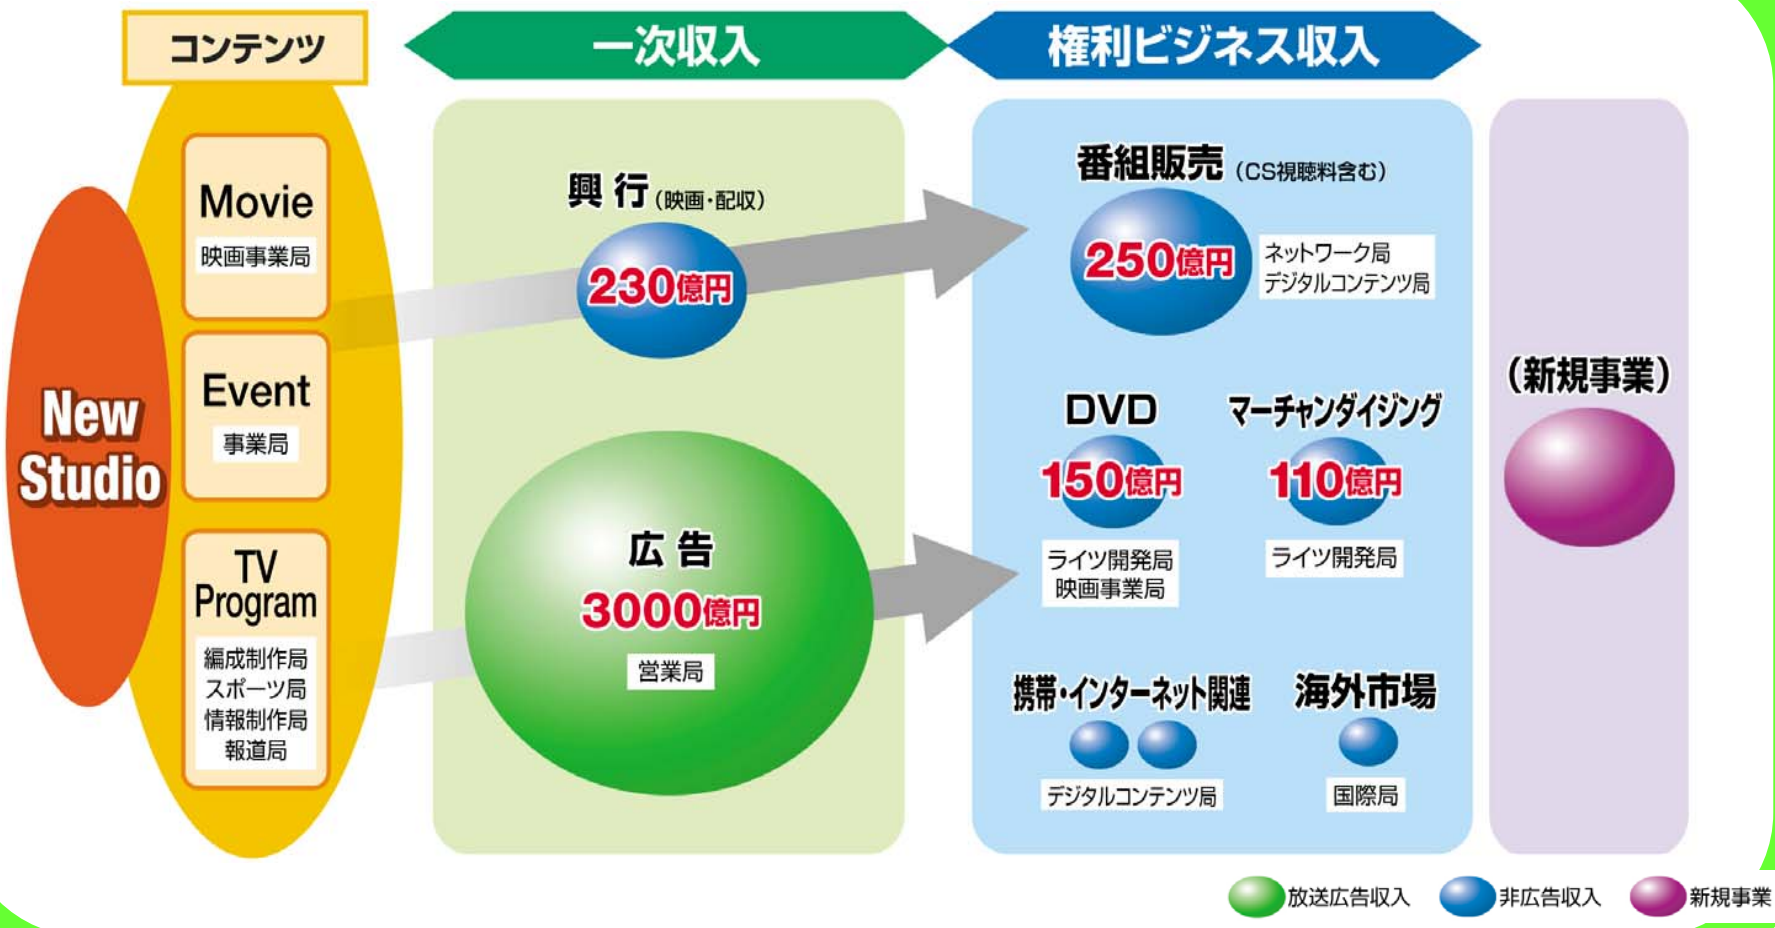 コンテンツ
一次収入
権利ビジネス収入
New
Studio
Movie
映画事業局
Event
事業局
TV
Program
編成制作局
スポーツ局
情報制作局
報道局
興行(映画・配収)
230億円
広告
3000億円
営業局
番組販売(CS視聴料含む)
250億円
ネットワーク局
デジタルコンテンツ局
DVD
150億円
ライツ開発局
映画事業局
マーチャンダイジング
110億円
ライツ開発局
携帯・インターネット関連
デジタルコンテンツ局
海外市場
国際局
(新規事業)
放送広告収入
非広告収入
新規事業